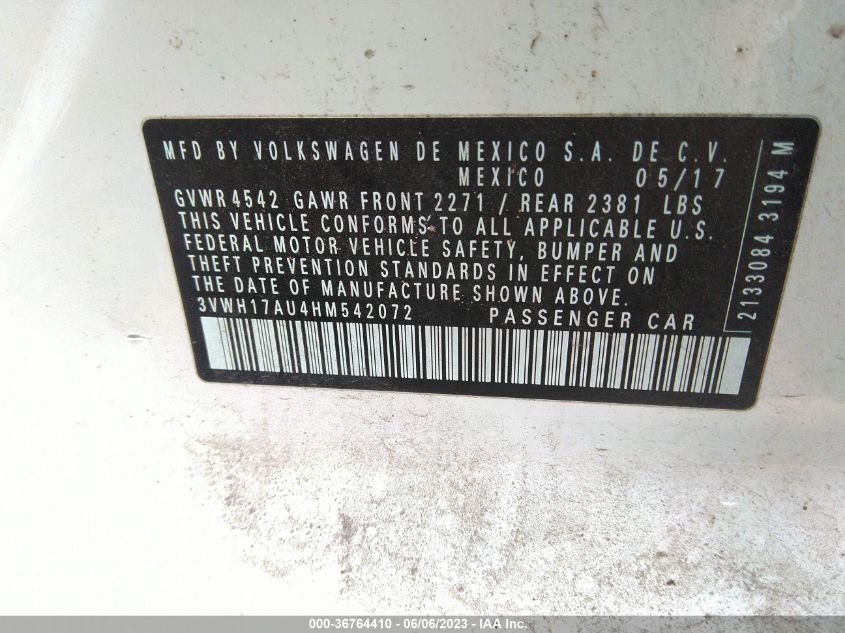 MFD BY VOLKSWAGEN DE MEXICO S.A. DE C.V.
MEXICO 05/17
GVWR 4542 GAWR FRONT 2271 / REAR 2381 LBS
THIS VEHICLE CONFORMS TO ALL APPLICABLE U.S.
FEDERAL MOTOR VEHICLE SAFETY, BUMPER AND
THEFT PREVENTION STANDARDS IN EFFECT ON
THE DATE OF MANUFACTURE SHOWN ABOVE.
3VWH17AU4HM542072 PASSENGER CAR
2133084 3194 M
000-36764410 - 06/06/2023 - IAA Inc.